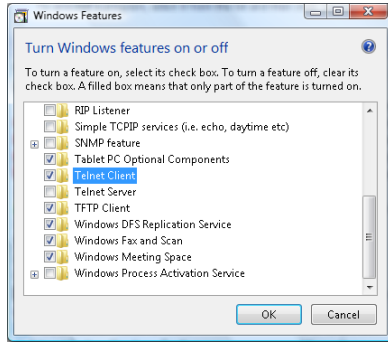 Windows Features
Turn Windows features on or off
To turn a feature on, select its check box. To turn a feature off, clear its
check box. A filled box means that only part of the feature is turned on.
RIP Listener
Simple TCPIP services (i.e. echo, daytime etc)
SNMP feature
Tablet PC Optional Components
Telnet Client
Telnet Server
TFTP Client
Windows DFS Replication Service
Windows Fax and Scan
Windows Meeting Space
Windows Process Activation Service
OK Cancel